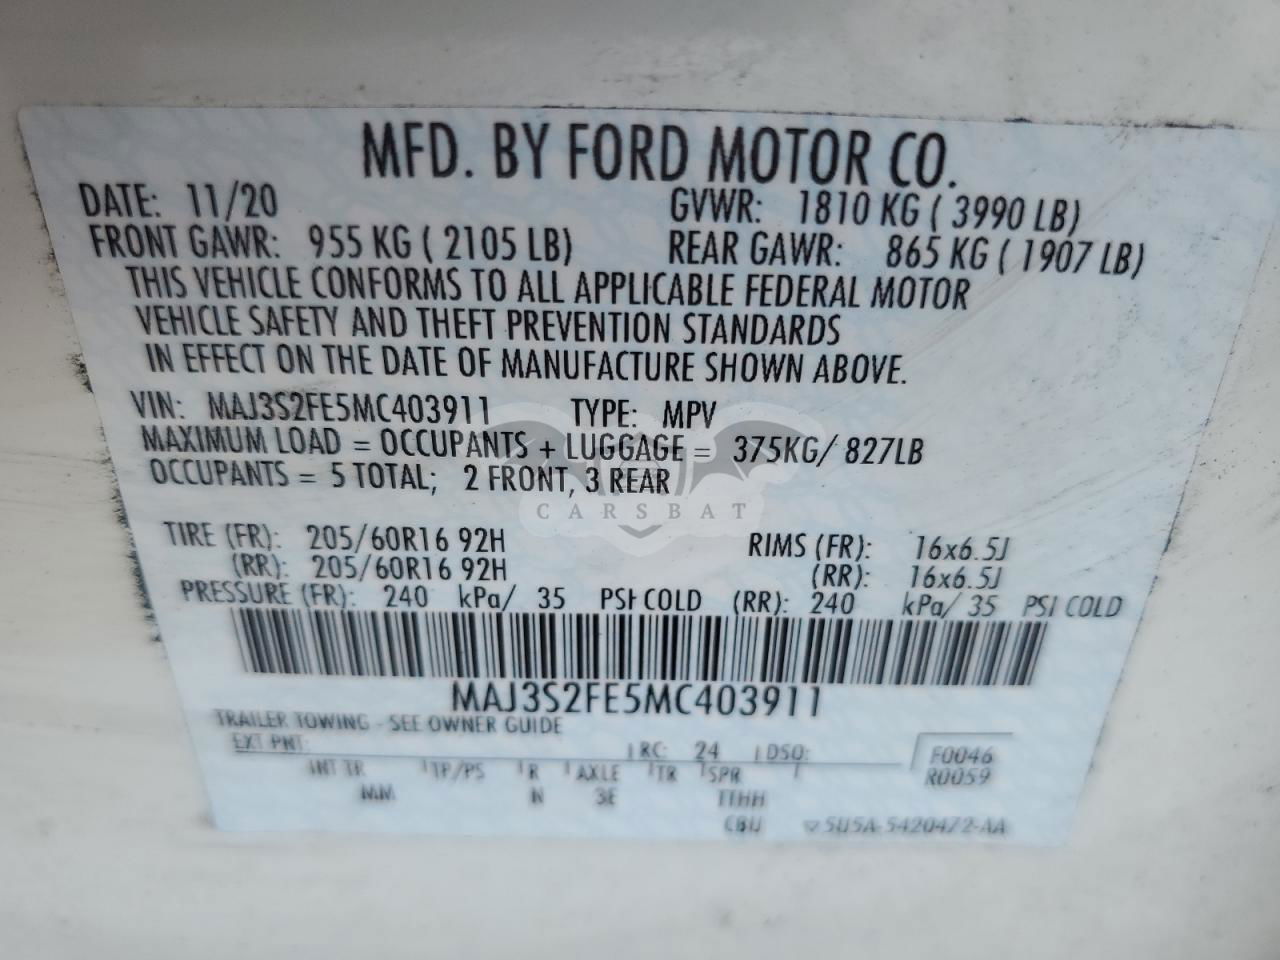 MFD. BY FORD MOTOR CO.
DATE: 11/20 GVWR: 1810 KG ( 3990 LB)
FRONT GAWR: 955 KG ( 2105 LB) REAR GAWR: 865 KG ( 1907 LB)
THIS VEHICLE CONFORMS TO ALL APPLICABLE FEDERAL MOTOR
VEHICLE SAFETY AND THEFT PREVENTION STANDARDS
IN EFFECT ON THE DATE OF MANUFACTURE SHOWN ABOVE.
VIN: MAJ3S2FE5MC403911 TYPE: MPV
MAXIMUM LOAD = OCCUPANTS + LUGGAGE = 375KG/ 827LB
OCCUPANTS = 5 TOTAL; 2 FRONT, 3 REAR
CARSBAT
TIRE (FR): 205/60R16 92H RIMS (FR): 16x6.5J
(RR): 205/60R16 92H (RR): 16x6.5J
PRESSURE (FR): 240 kPa/ 35 PSI COLD (RR): 240 kPa/ 35 PSI COLD
MAJ3S2FE5MC403911
TRAILER TOWING - SEE OWNER GUIDE
EXT PNT: RC: 24 DSO: F0046
INT TR TP/PS R AXLE TR SPR R0059
MM N 3E TTHH
CBU 5U5A-5420472-AA